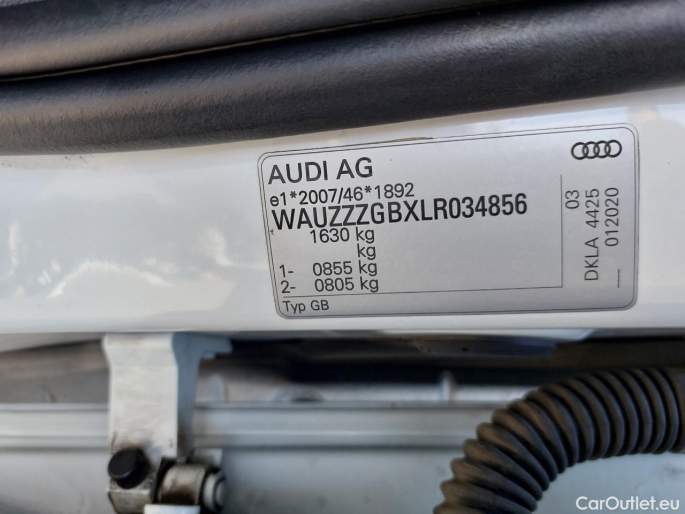 AUDI AG
e1*2007/46*1892
WAUZZZGBXLR034856
1630 kg
kg
1- 0855 kg
2- 0805 kg
Typ GB
03
DKLA 4425
012020
CarOutlet.eu